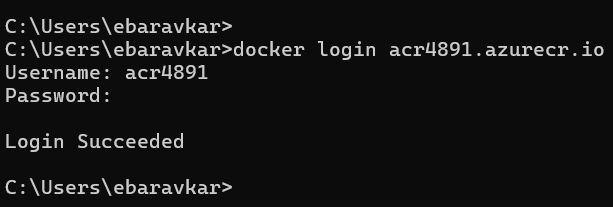 C:\Users\ebaravkar>
C:\Users\ebaravkar>docker login acr4891.azurecr.io
Username: acr4891
Password:
Login Succeeded
C:\Users\ebaravkar>